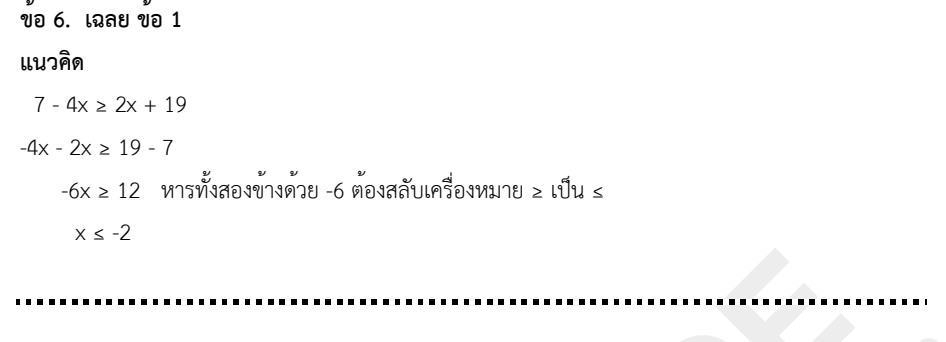 ข้อ 6. เฉลย ข้อ 1
แนวคิด
7 - 4x ≥ 2x + 19
-4x - 2x ≥ 19 - 7
-6x ≥ 12 หารทั้งสองข้างด้วย -6 ต้องสลับเครื่องหมาย ≥ เป็น ≤
x ≤ -2